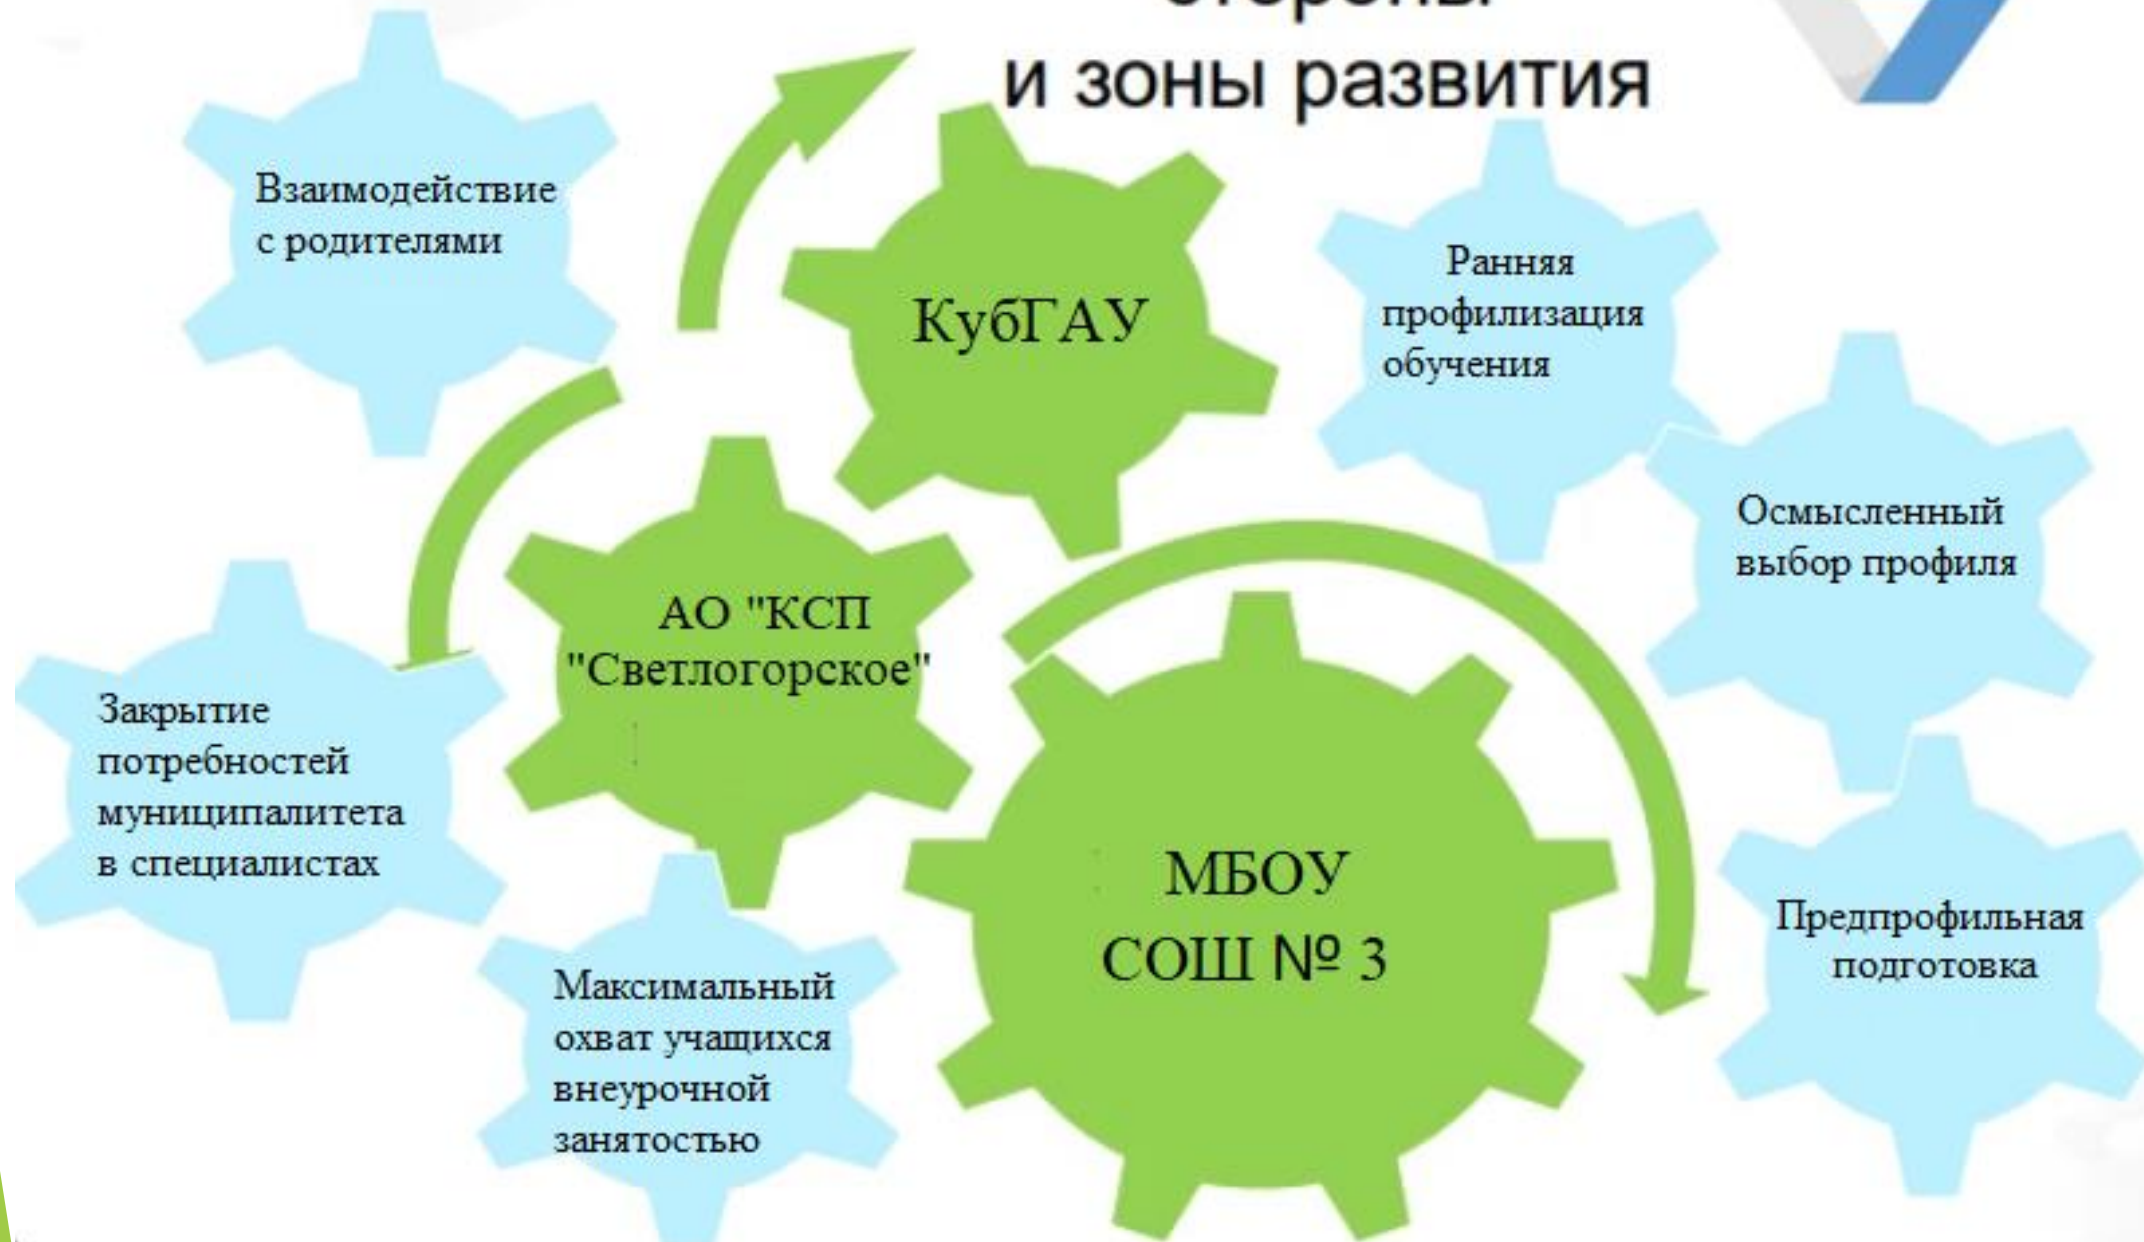 и зоны развития
Взаимодействие
с родителями
КубГАУ
Ранняя
профилизация
обучения
Осмысленный
выбор профиля
АО "КСП
"Светлогорское"
Закрытие
потребностей
муниципалитета
в специалистах
МБОУ
СОШ № 3
Предпрофильная
подготовка
Максимальный
охват учащихся
внеурочной
занятостью